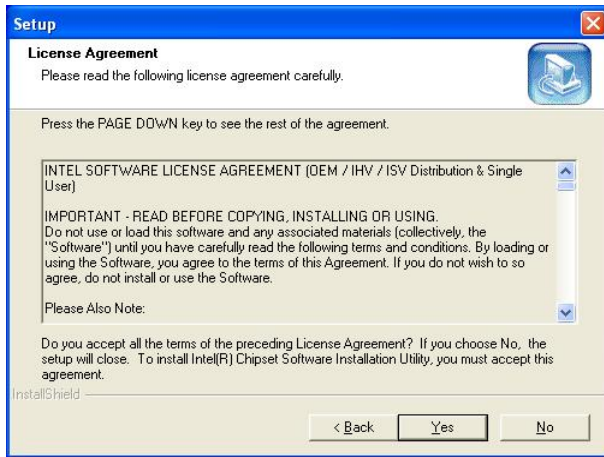 Setup
License Agreement
Please read the following license agreement carefully.
Press the PAGE DOWN key to see the rest of the agreement.
INTEL SOFTWARE LICENSE AGREEMENT (OEM / IHV / ISV Distribution & Single
User)
IMPORTANT - READ BEFORE COPYING, INSTALLING OR USING.
Do not use or load this software and any associated materials (collectively, the
"Software") until you have carefully read the following terms and conditions. By loading or
using the Software, you agree to the terms of this Agreement. If you do not wish to so
agree, do not install or use the Software.
Please Also Note:
Do you accept all the terms of the preceding License Agreement? If you choose No, the
setup will close. To install Intel(R) Chipset Software Installation Utility, you must accept this
agreement.
InstallShield
< Back Yes No